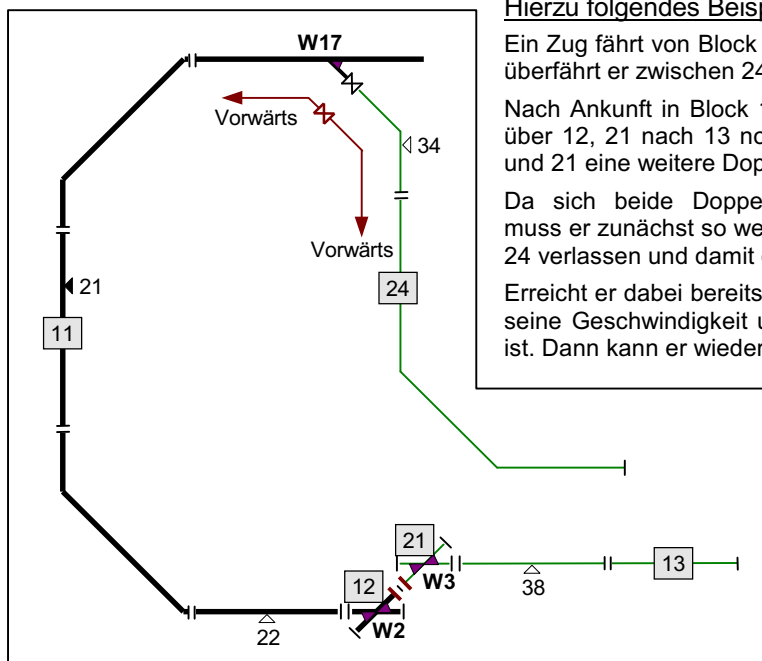 Hierzu folgendes Beisp
Ein Zug fährt von Block
überfährt er zwischen 24
Nach Ankunft in Block 1
über 12, 21 nach 13 no
und 21 eine weitere Dop
Da sich beide Doppe
muss er zunächst so we
24 verlassen und damit
Erreicht er dabei bereits
seine Geschwindigkeit u
ist. Dann kann er wieder
W17
Vorwärts
34
Vorwärts
24
21
11
21
12
W3
13
38
22
W2